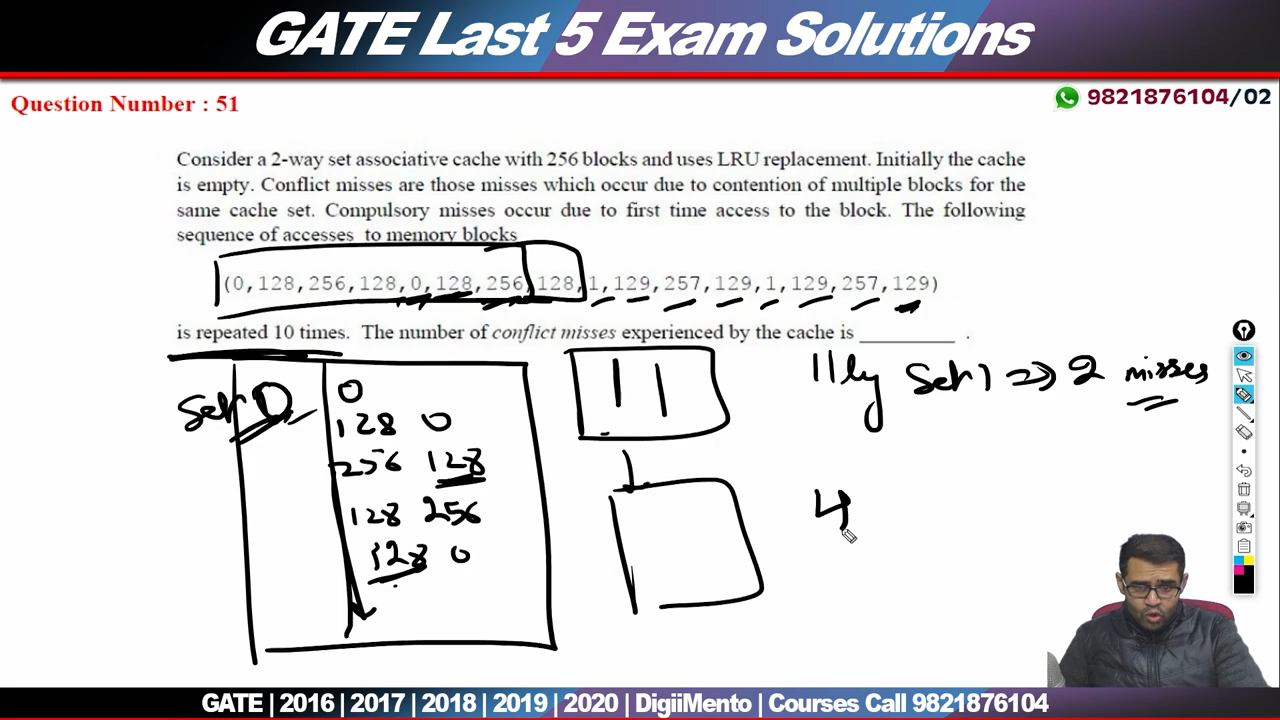 GATE Last 5 Exam Solutions
Question Number : 51
9821876104/02
Consider a 2-way set associative cache with 256 blocks and uses LRU replacement. Initially the cache
is empty. Conflict misses are those misses which occur due to contention of multiple blocks for the
same cache set. Compulsory misses occur due to first time access to the block. The following
sequence of accesses to memory blocks
(0,128,256,128,0,128,256,128,1,129,257,129,1,129,257,129)
is repeated 10 times. The number of conflict misses experienced by the cache is __________ .
Set 0
0
128 0
256 128
128 256
128 0
11ly Set 1 => 2 misses
4
GATE | 2016 | 2017 | 2018 | 2019 | 2020 | DigiiMento | Courses Call 9821876104